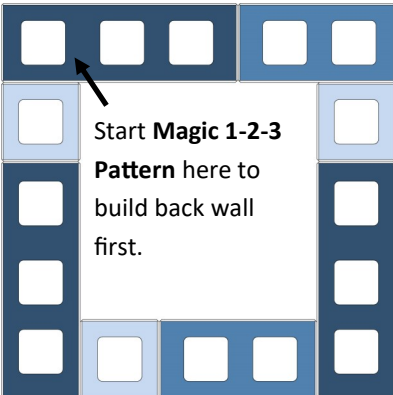 Start Magic 1-2-3
Pattern here to
build back wall
first.